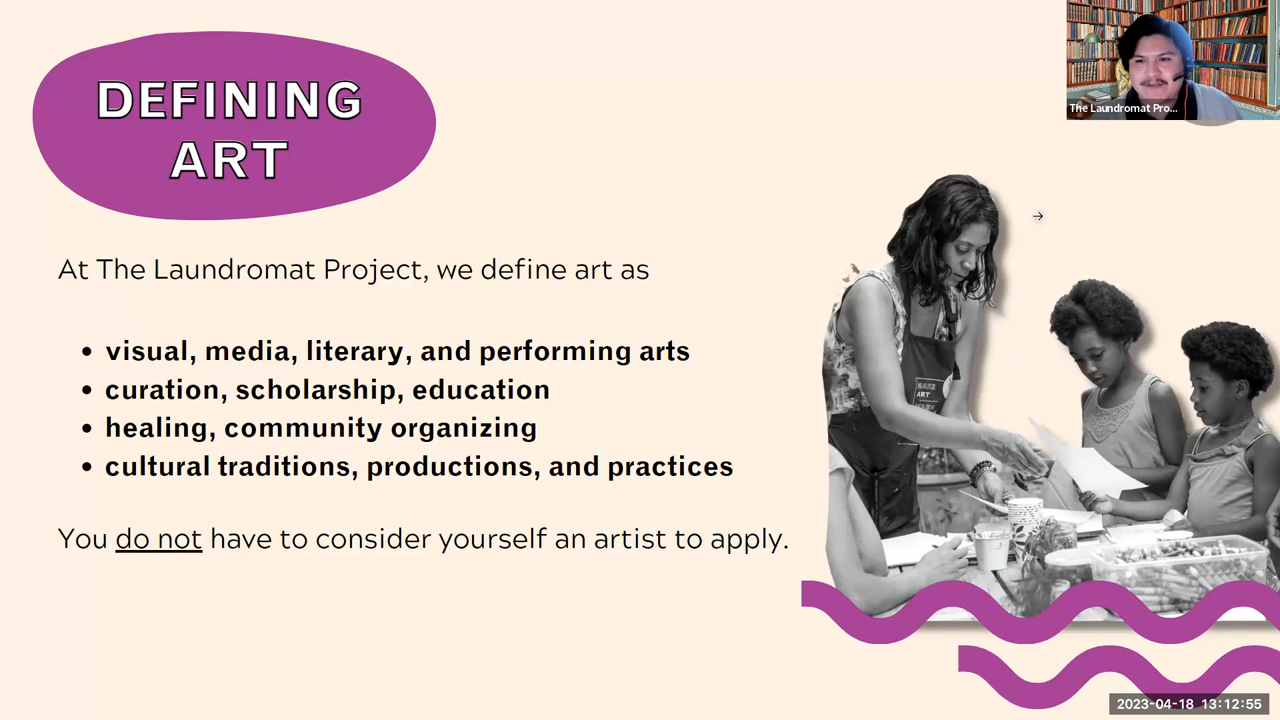 DEFINING
ART
The Laundromat Pro...
At The Laundromat Project, we define art as
• visual, media, literary, and performing arts
• curation, scholarship, education
• healing, community organizing
• cultural traditions, productions, and practices
You do not have to consider yourself an artist to apply.
MAKE
ART
2023-04-18 13:12:55